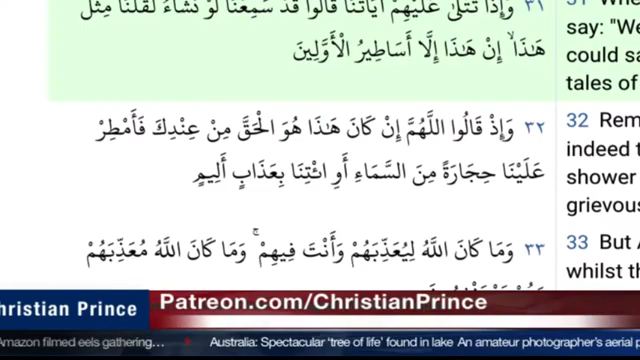 ٣١ وَإِذَا تُتْلَىٰ عَلَيْهِمْ آيَاتُنَا قَالُوا قَدْ سَمِعْنَا لَوْ نَشَاءُ لَقُلْنَا مِثْلَ
هَٰذَا ۙ إِنْ هَٰذَا إِلَّا أَسَاطِيرُ الْأَوَّلِينَ
say: "We
could sa
tales of
٣٢ وَإِذْ قَالُوا اللَّهُمَّ إِنْ كَانَ هَٰذَا هُوَ الْحَقَّ مِنْ عِنْدِكَ فَأَمْطِرْ
عَلَيْنَا حِجَارَةً مِنَ السَّمَاءِ أَوِ ائْتِنَا بِعَذَابٍ أَلِيمٍ
32 Rem
indeed t
shower
grievous
٣٣ وَمَا كَانَ اللَّهُ لِيُعَذِّبَهُمْ وَأَنْتَ فِيهِمْ ۚ وَمَا كَانَ اللَّهُ مُعَذِّبَهُمْ
33 But A
whilst th
Christian Prince
Patreon.com/ChristianPrince
Amazon filmed eels gathering... Australia: Spectacular 'tree of life' found in lake An amateur photographer's aerial p